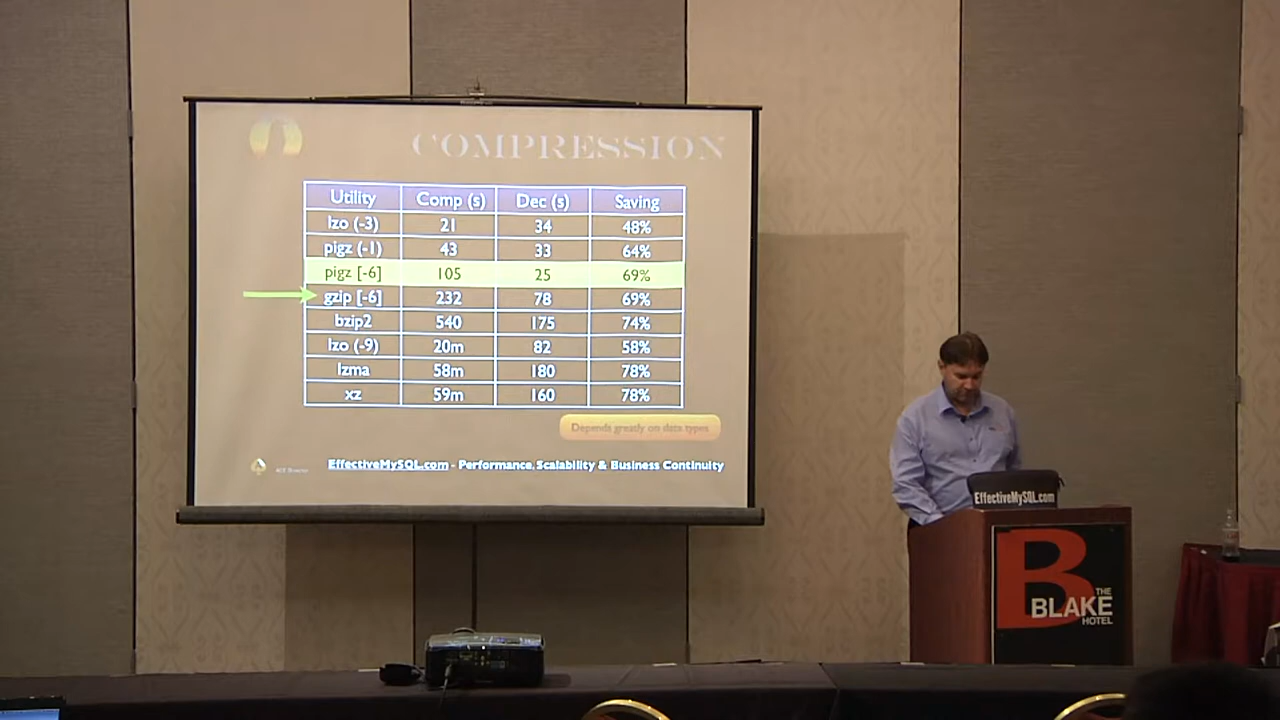 COMPRESSION
Utility Comp (s) Dec (s) Saving
lzo (-3) 21 34 48%
pigz (-1) 43 33 64%
pigz [-6] 105 25 69%
gzip [-6] 232 78 69%
bzip2 540 175 74%
lzo (-9) 20m 82 58%
lzma 58m 180 78%
xz 59m 160 78%
Depends greatly on data types
ACE Director
EffectiveMySQL.com - Performance, Scalability & Business Continuity
EffectiveMySQL.com
B
THE
BLAKE
HOTEL